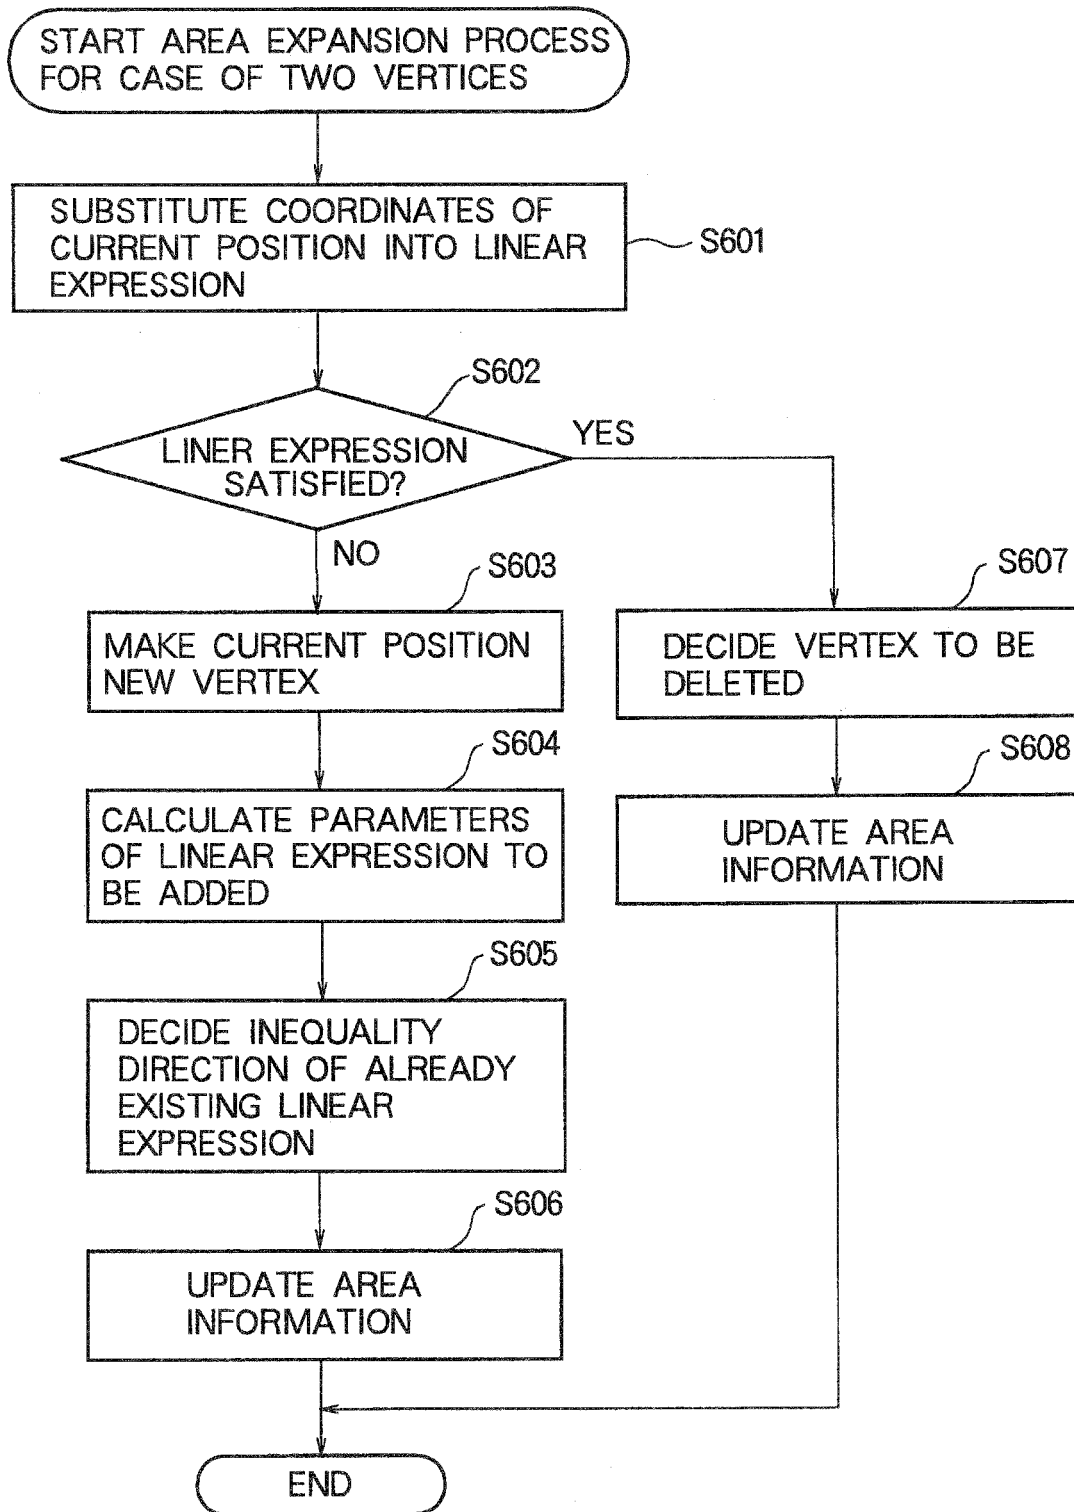 START AREA EXPANSION PROCESS
FOR CASE OF TWO VERTICES
SUBSTITUTE COORDINATES OF
CURRENT POSITION INTO LINEAR
EXPRESSION
S601
S602
LINER EXPRESSION
SATISFIED?
YES
NO
S603
MAKE CURRENT POSITION
NEW VERTEX
S607
DECIDE VERTEX TO BE
DELETED
S604
CALCULATE PARAMETERS
OF LINEAR EXPRESSION TO
BE ADDED
S608
UPDATE AREA
INFORMATION
S605
DECIDE INEQUALITY
DIRECTION OF ALREADY
EXISTING LINEAR
EXPRESSION
S606
UPDATE AREA
INFORMATION
END